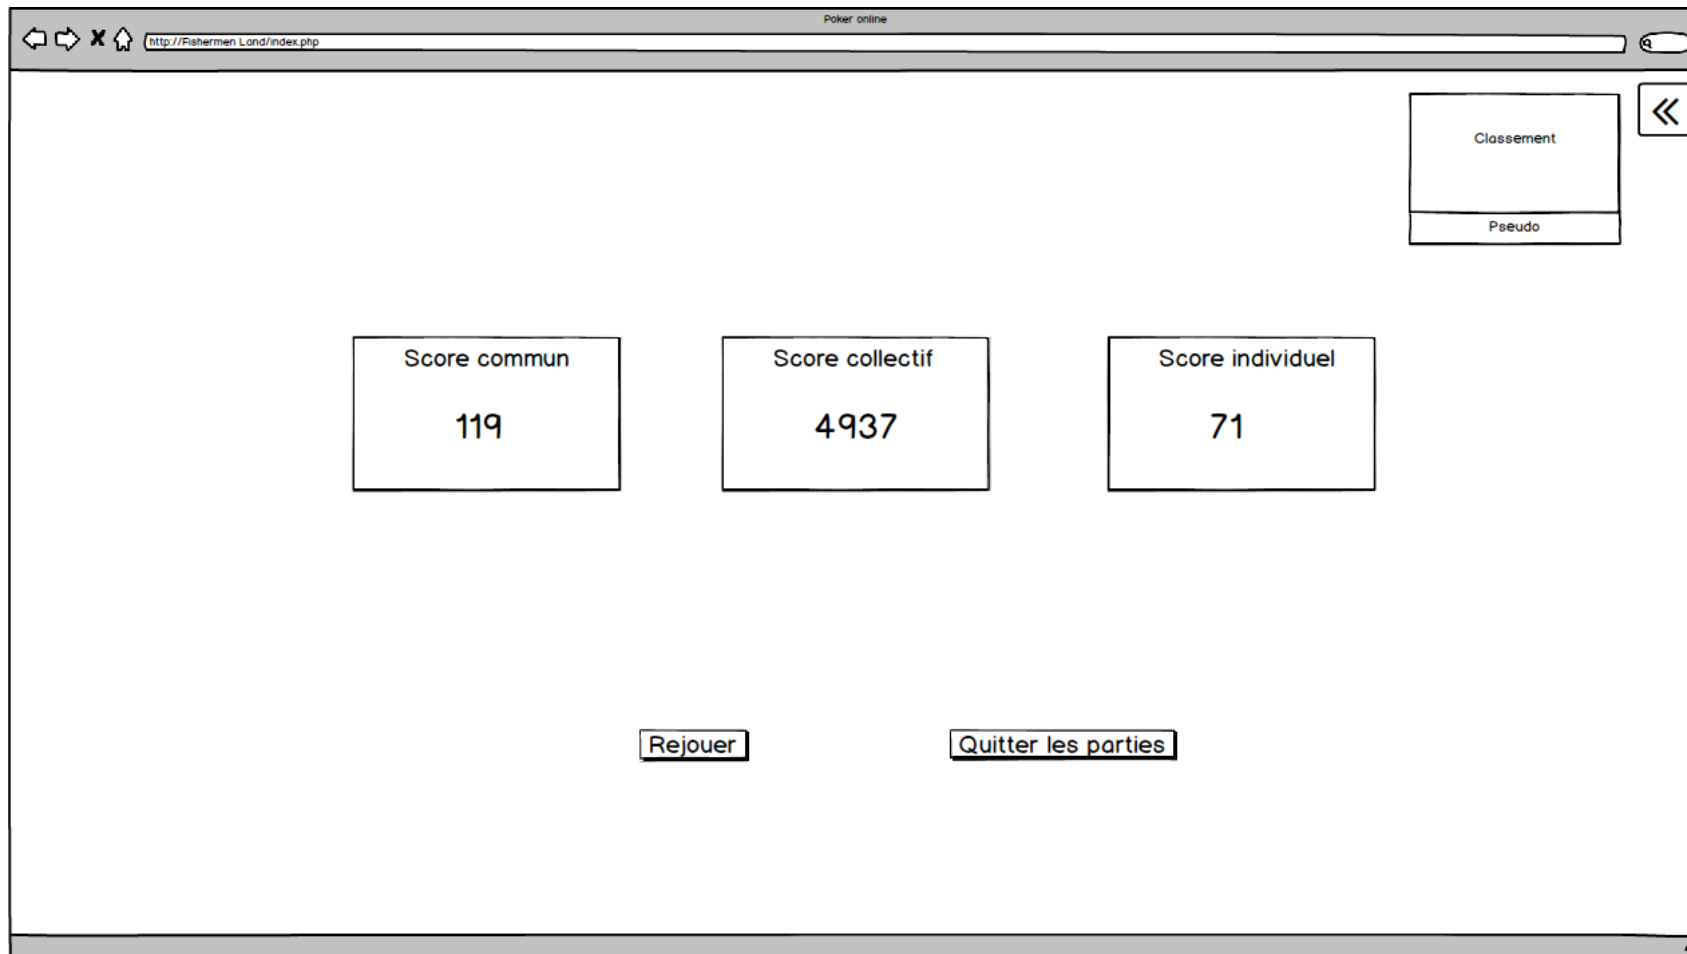 Poker online
http://Fishermen Land/index.php
Classement
Pseudo
Score commun
119
Score collectif
4937
Score individuel
71
Rejouer
Quitter les parties